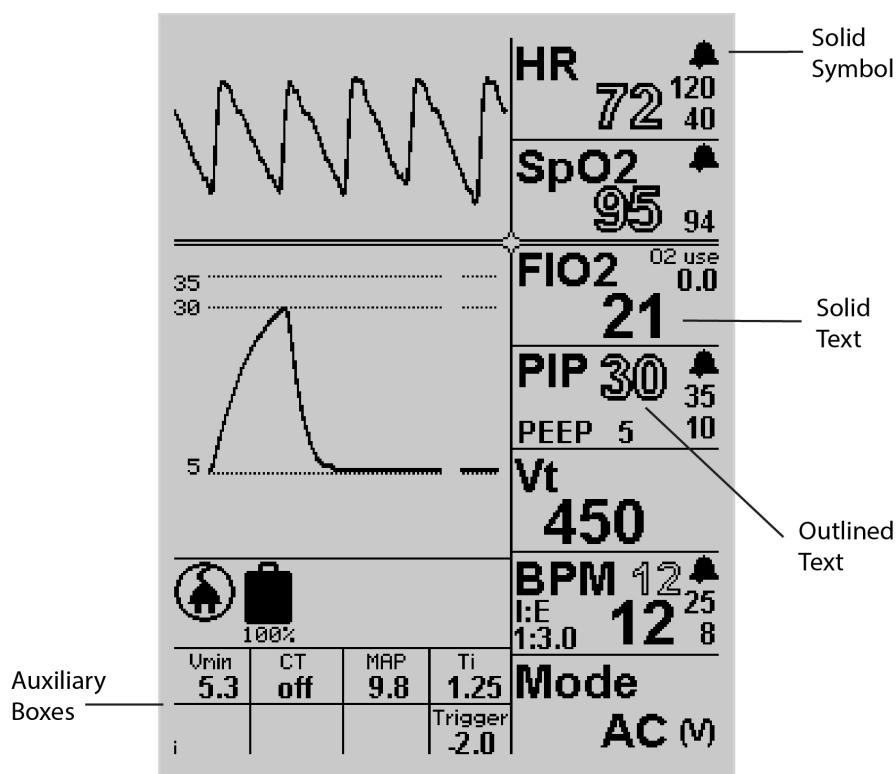 HR
120
72
40
SpO2
95
94
FIO2
O2 use
0.0
21
PIP
30
35
PEEP 5
10
Vt
450
BPM
12
25
I:E
1:3.0
12
8
Mode
AC (V)
35
30
5
100%
Vmin
5.3
CT
off
MAP
9.8
Ti
1.25
Trigger
-2.0
i
Solid
Symbol
Solid
Text
Outlined
Text
Auxiliary
Boxes